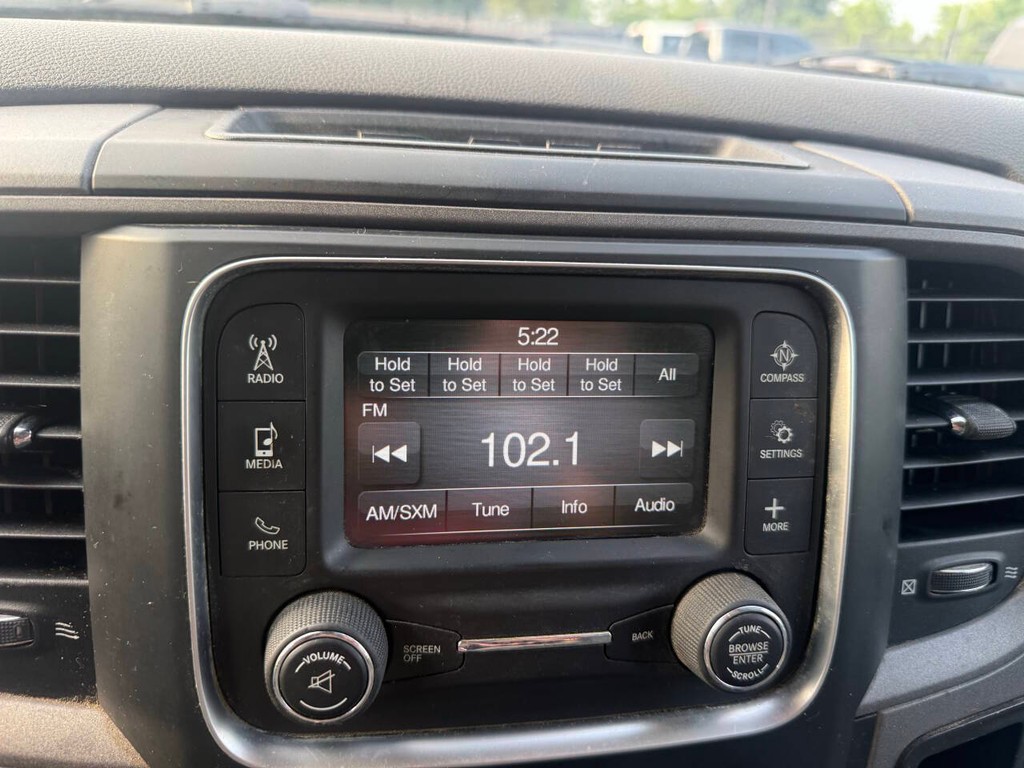 5:22
Hold to Set
Hold to Set
Hold to Set
Hold to Set
All
FM
102.1
AM/SXM
Tune
Info
Audio
RADIO
MEDIA
PHONE
N
COMPASS
SETTINGS
MORE
VOLUME
SCREEN
OFF
BACK
TUNE
BROWSE
ENTER
SCROLL